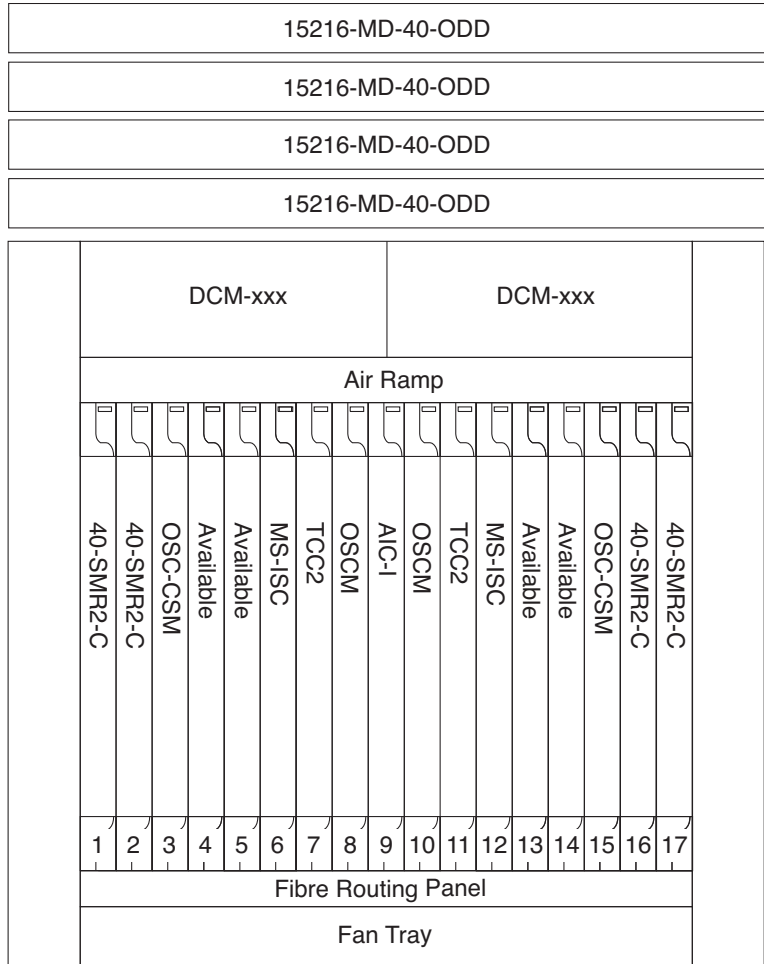 15216-MD-40-ODD
15216-MD-40-ODD
15216-MD-40-ODD
15216-MD-40-ODD
DCM-xxx
DCM-xxx
Air Ramp
40-SMR2-C
40-SMR2-C
OSC-CSM
Available
Available
MS-ISC
TCC2
OSCM
AIC-I
OSCM
TCC2
MS-ISC
Available
Available
OSC-CSM
40-SMR2-C
40-SMR2-C
1 2 3 4 5 6 7 8 9 10 11 12 13 14 15 16 17
Fibre Routing Panel
Fan Tray